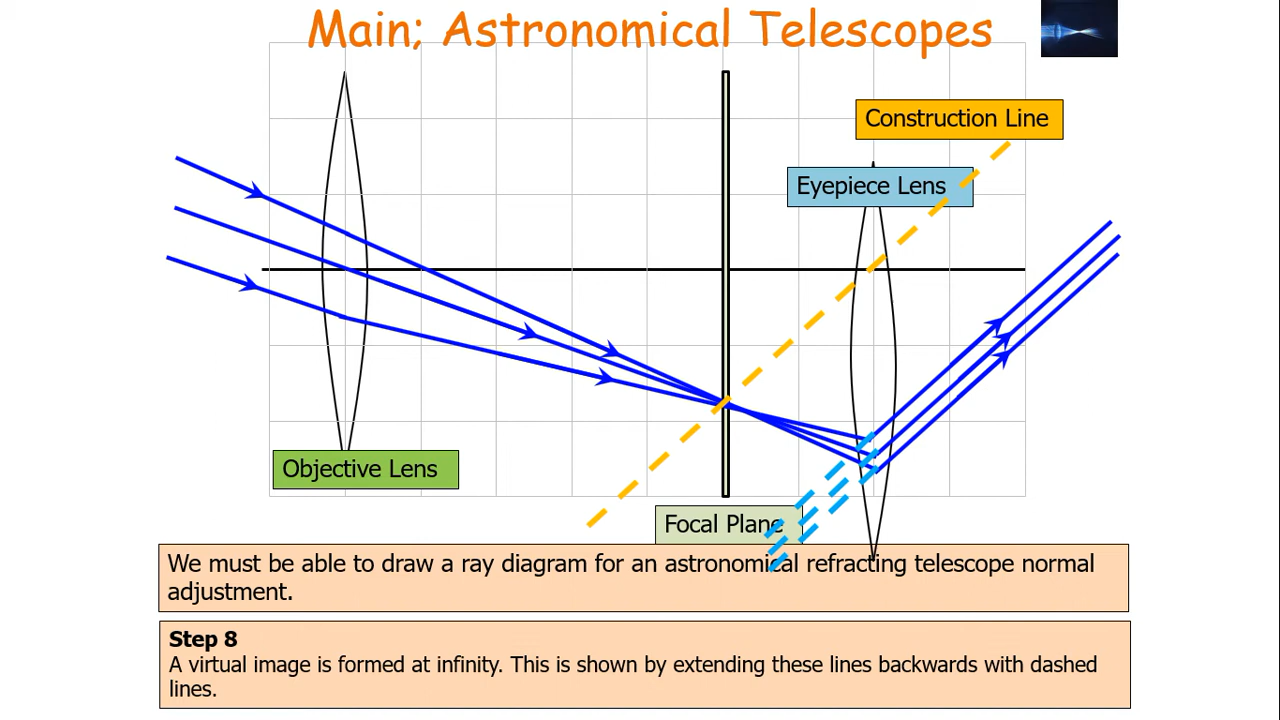 Main; Astronomical Telescopes
Construction Line
Eyepiece Lens
Objective Lens
Focal Plane
We must be able to draw a ray diagram for an astronomical refracting telescope normal
adjustment.
Step 8
A virtual image is formed at infinity. This is shown by extending these lines backwards with dashed
lines.